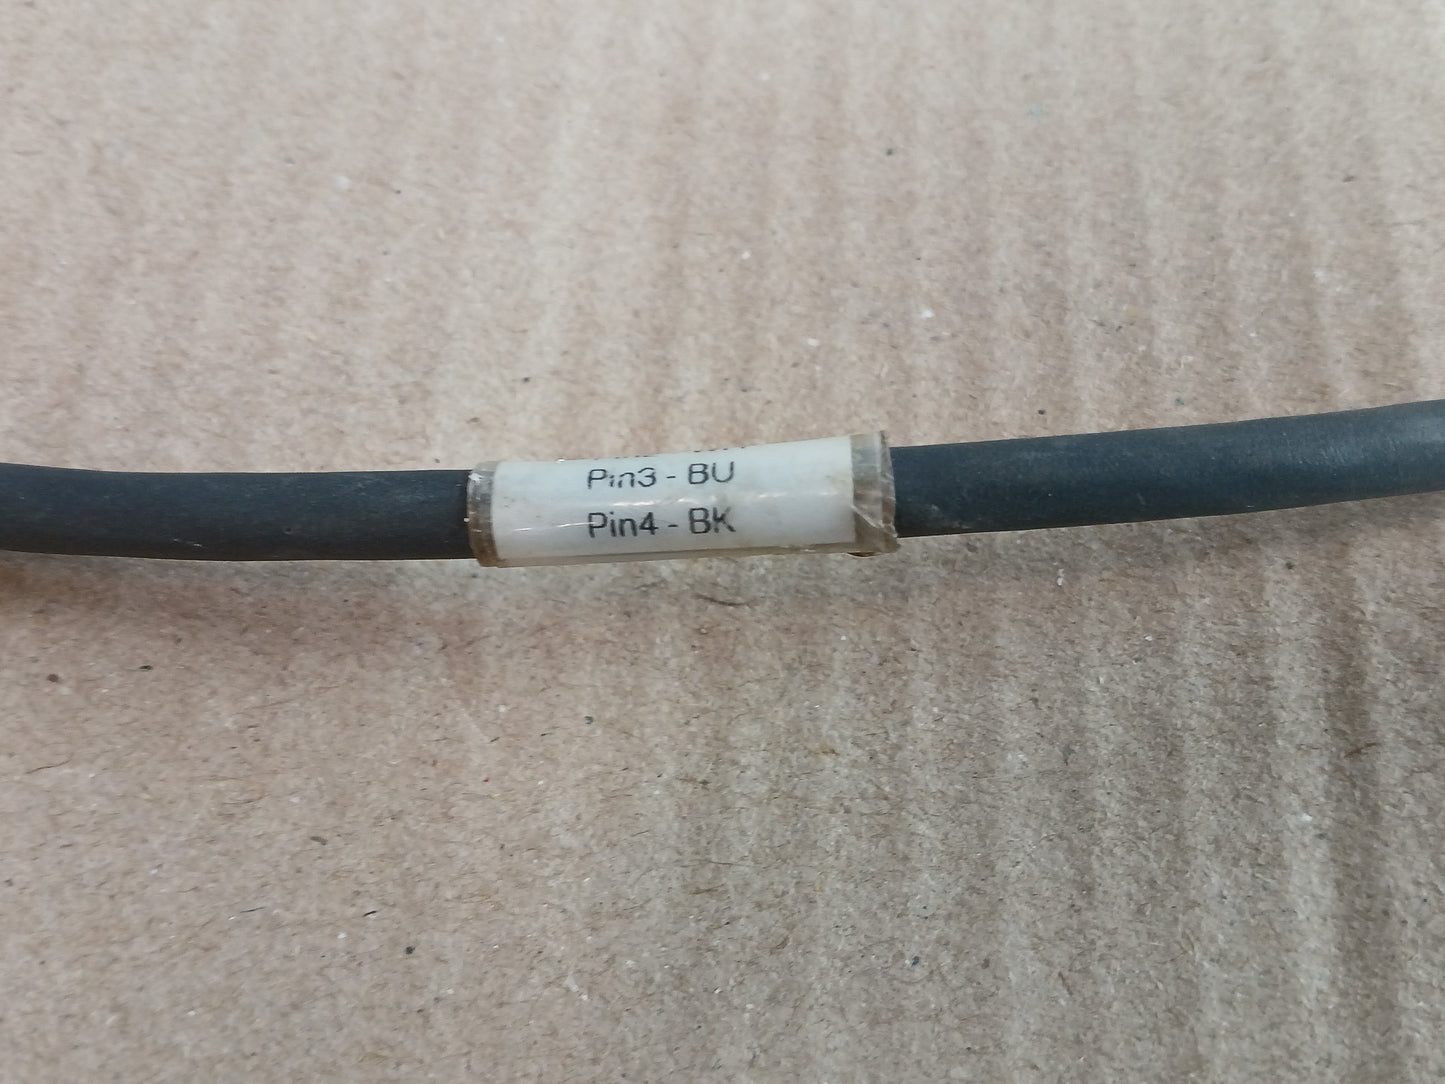 Pin3 - BU
Pin4 - BK